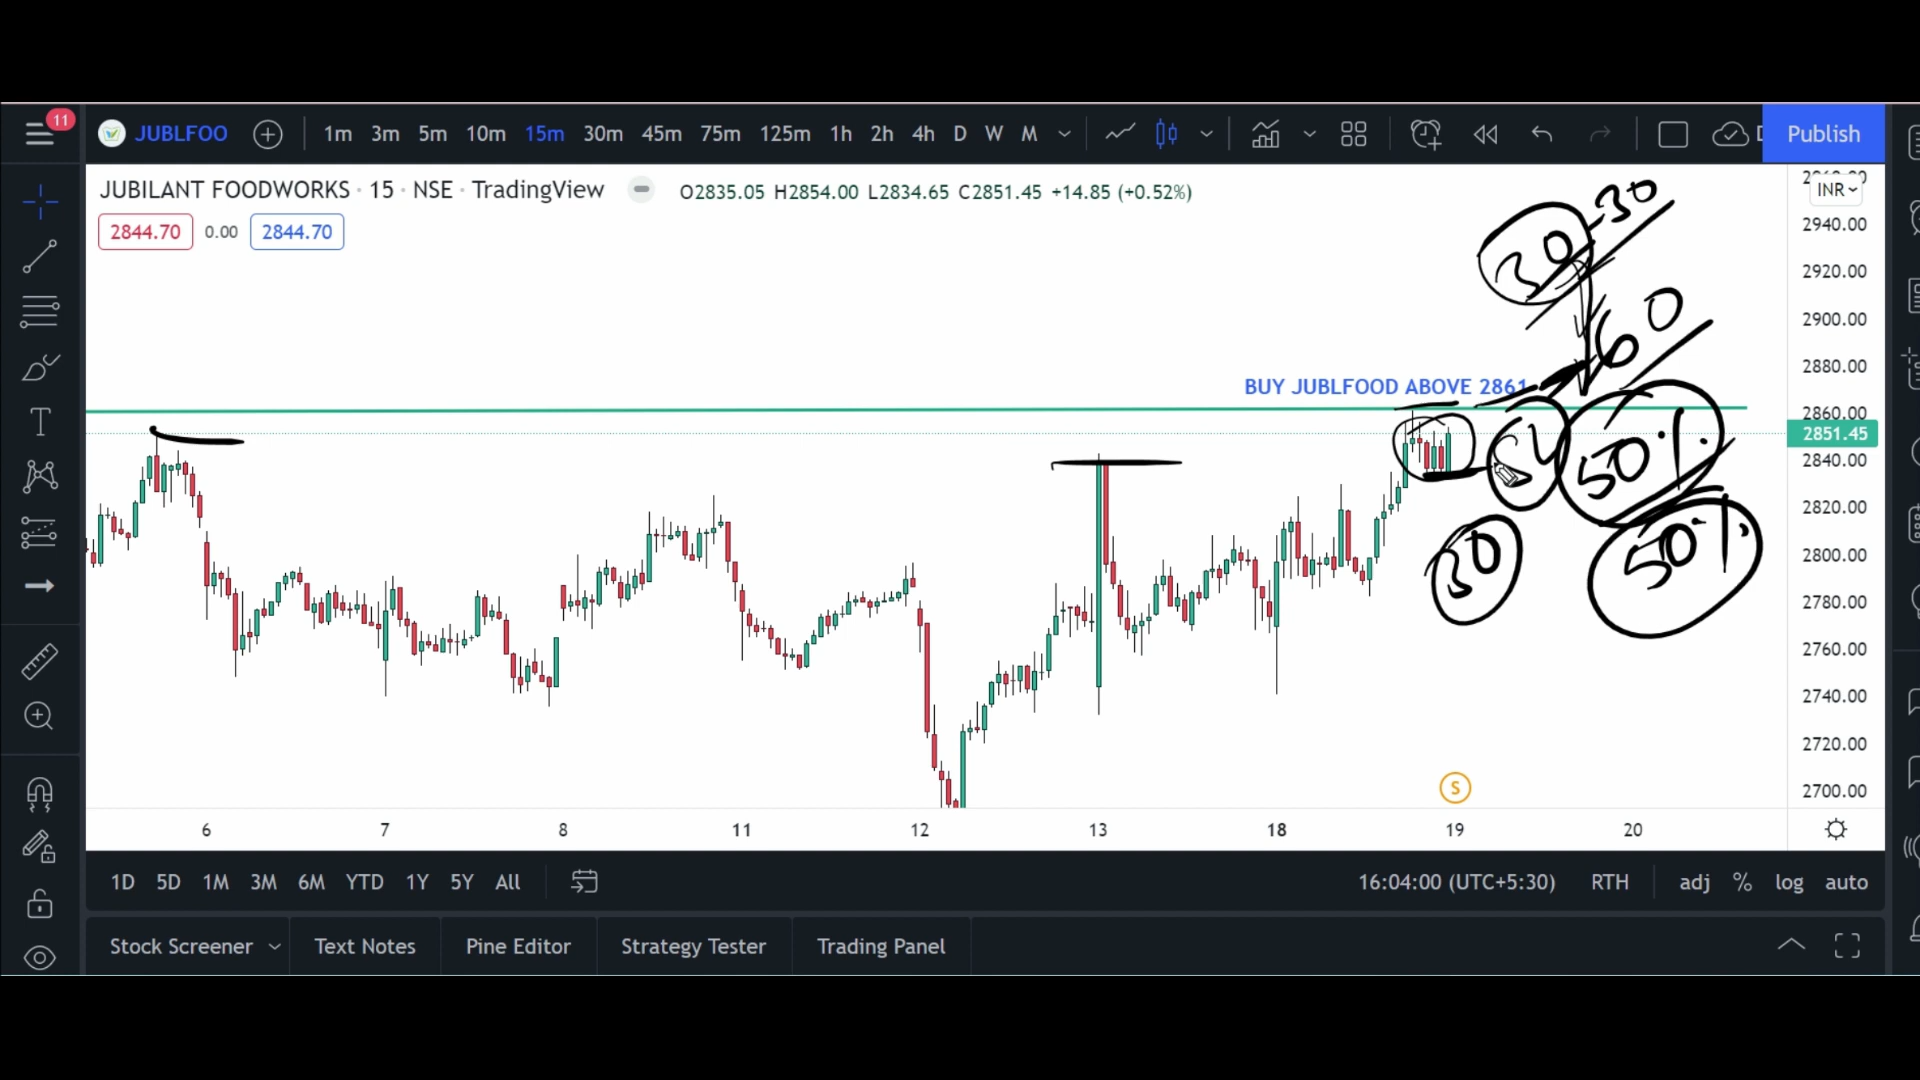 11
JUBLFOO 1m 3m 5m 10m 15m 30m 45m 75m 125m 1h 2h 4h D W M Publish
JUBILANT FOODWORKS · 15 · NSE · TradingView O2835.05 H2854.00 L2834.65 C2851.45 +14.85 (+0.52%)
INR
2844.70 0.00 2844.70
2940.00
2920.00
2900.00
2880.00
2860.00
2851.45
2840.00
2820.00
2800.00
2780.00
2760.00
2740.00
2720.00
2700.00
30-30
60
BUY JUBLFOOD ABOVE 2861
SL 50%
30 50%
S
6 7 8 11 12 13 18 19 20
1D 5D 1M 3M 6M YTD 1Y 5Y All 16:04:00 (UTC+5:30) RTH adj % log auto
Stock Screener Text Notes Pine Editor Strategy Tester Trading Panel